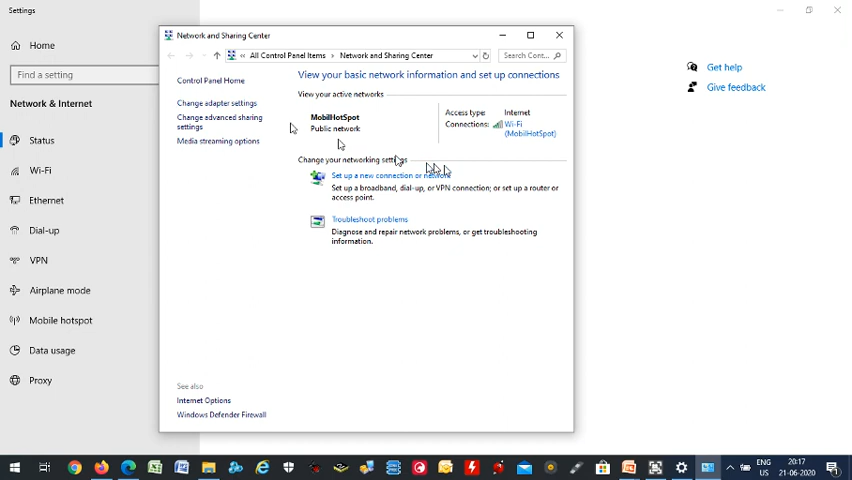 Settings
Home
Find a setting
Network & Internet
Status
Wi-Fi
Ethernet
Dial-up
VPN
Airplane mode
Mobile hotspot
Data usage
Proxy
Network and Sharing Center
« All Control Panel Items › Network and Sharing Center
Search Cont...
Control Panel Home
Change adapter settings
Change advanced sharing
settings
Media streaming options
See also
Internet Options
Windows Defender Firewall
View your basic network information and set up connections
View your active networks
MobilHotSpot
Public network
Access type: Internet
Connections: Wi-Fi
(MobilHotSpot)
Change your networking settings
Set up a new connection or network
Set up a broadband, dial-up, or VPN connection; or set up a router or
access point.
Troubleshoot problems
Diagnose and repair network problems, or get troubleshooting
information.
Get help
Give feedback
ENG
US
20:17
21-06-2020